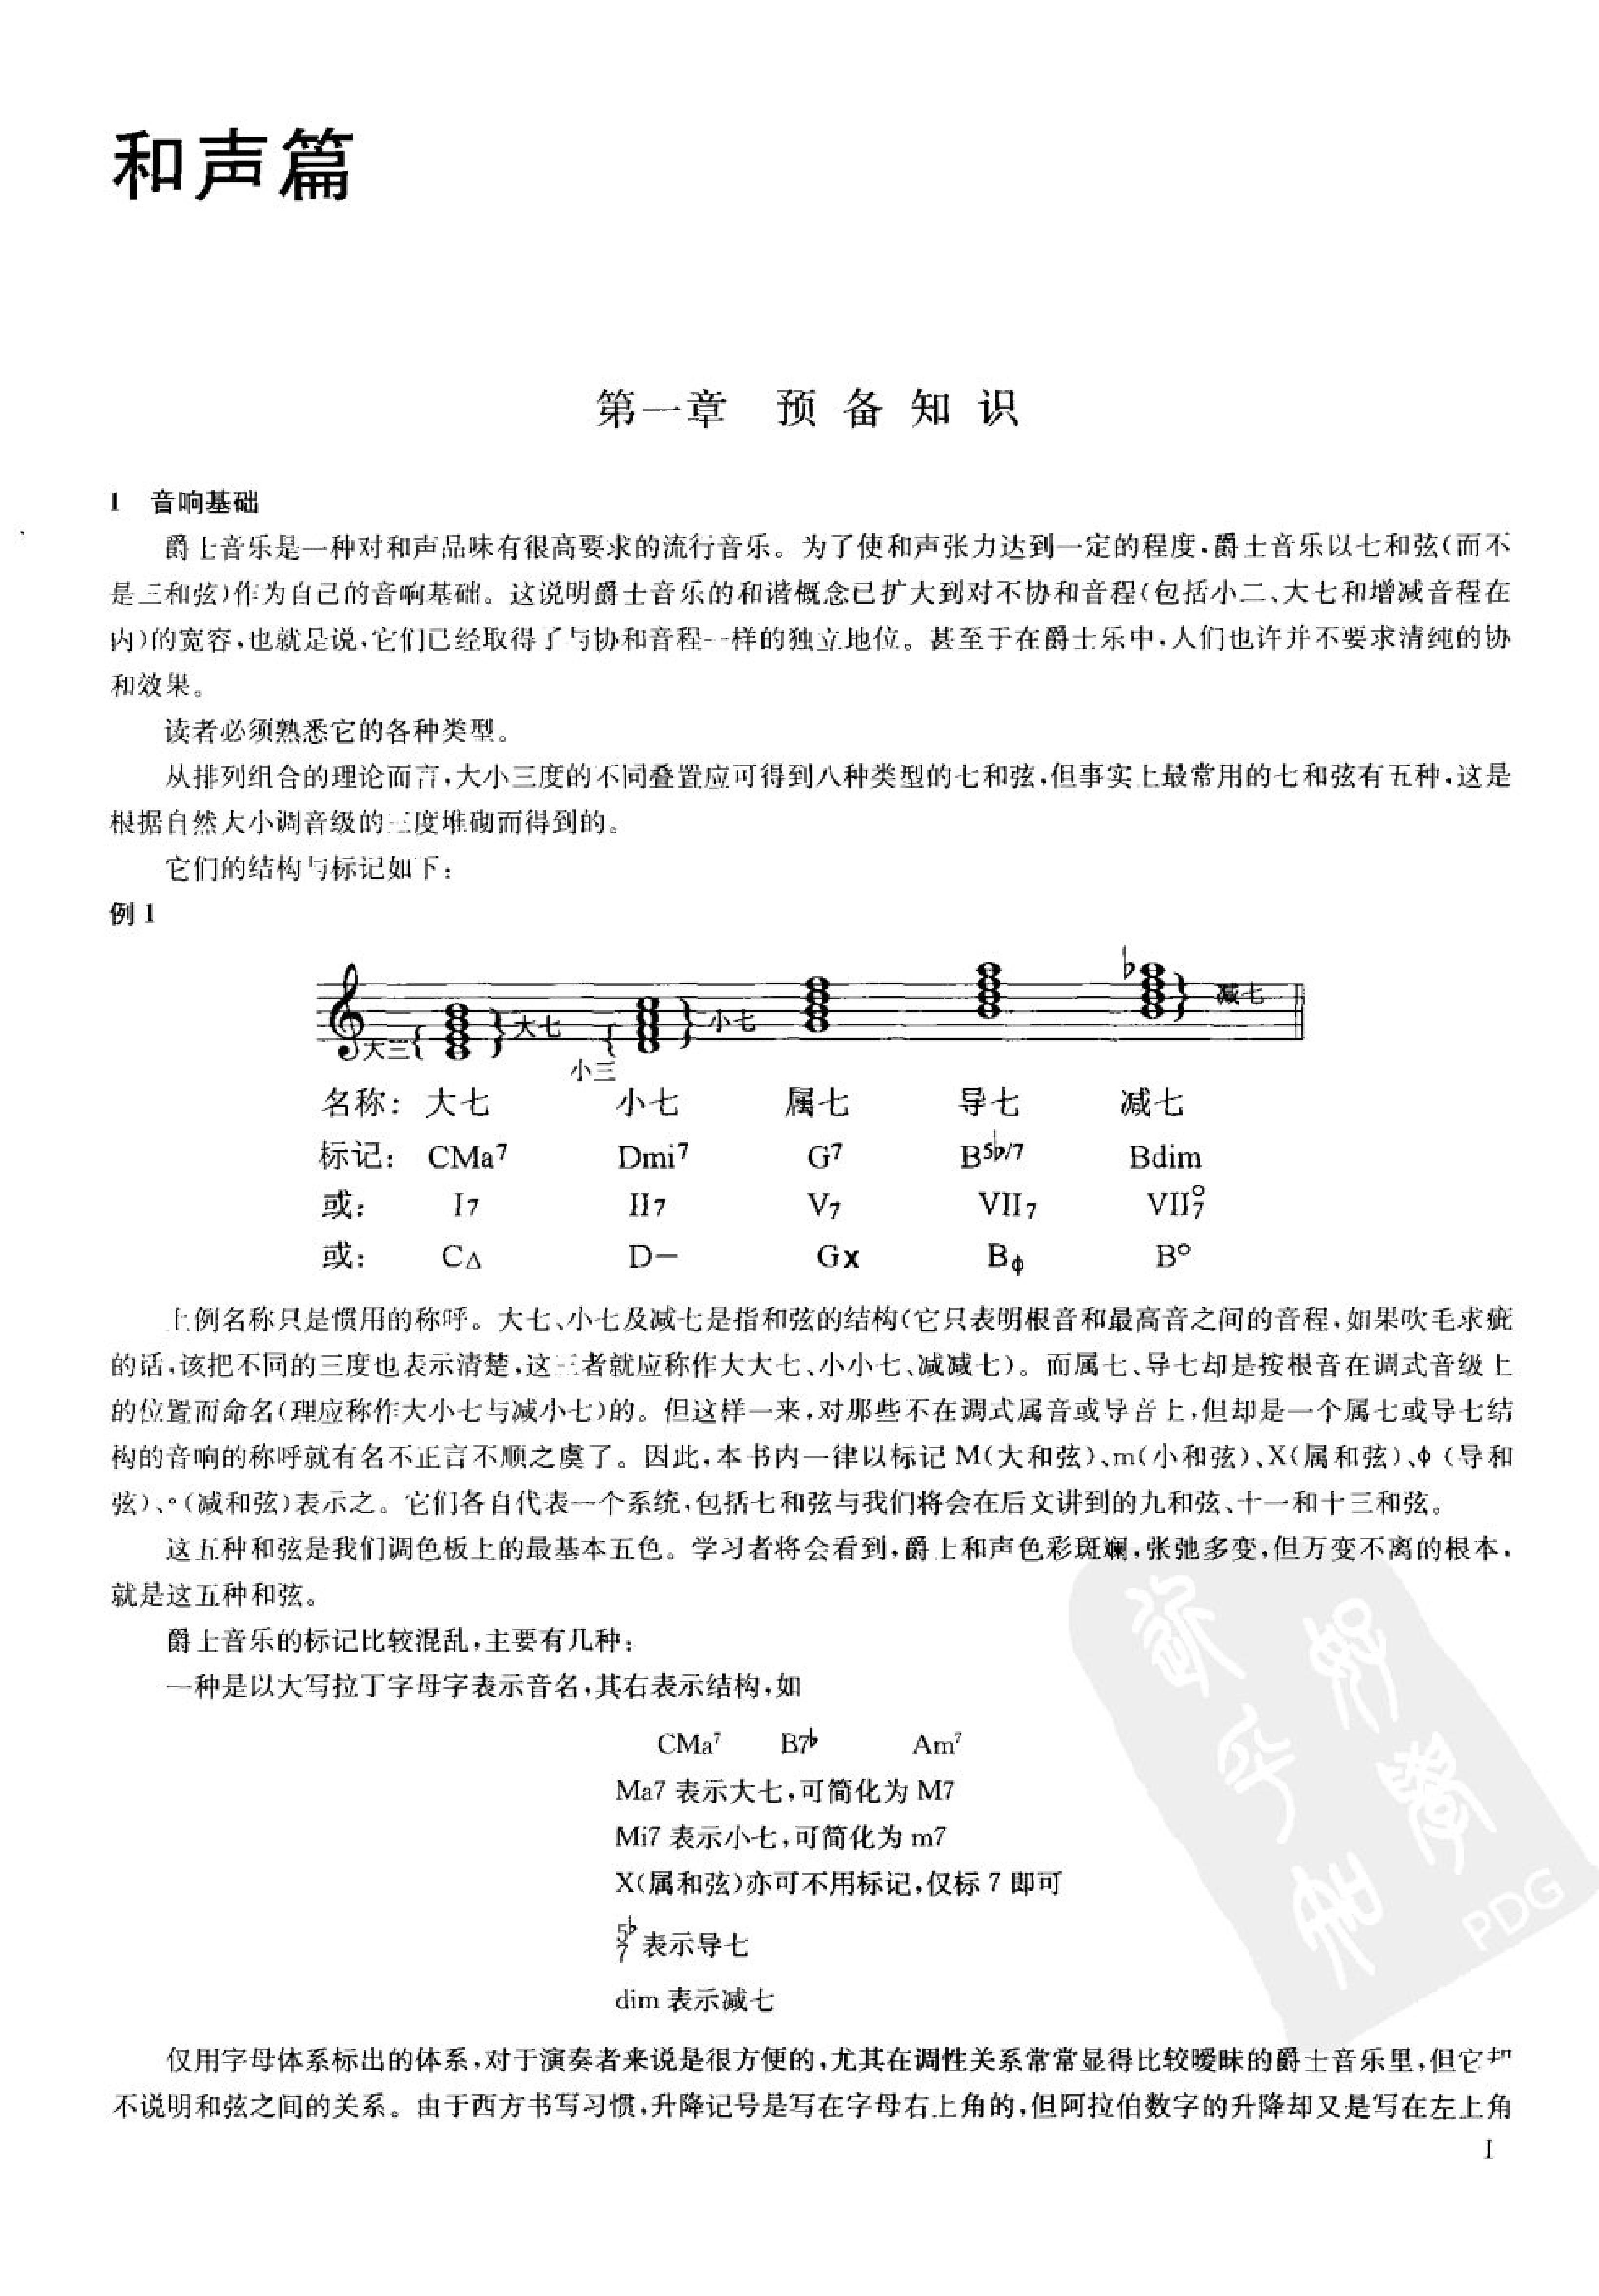 和声篇
第一章 预备知识
1 音响基础
爵士音乐是一种对和声品味有很高要求的流行音乐。为了使和声张力达到一定的程度,爵士音乐以七和弦(而不
是三和弦)作为自己的音响基础。这说明爵士音乐的和谐概念已扩大到对不协和音程(包括小二、大七和增减音程在
内)的宽容,也就是说,它们已经取得了与协和音程一样的独立地位。甚至于在爵士乐中,人们也许并不要求清纯的协
和效果。
读者必须熟悉它的各种类型。
从排列组合的理论而言,大小三度的不同叠置应可得到八种类型的七和弦,但事实上最常用的七和弦有五种,这是
根据自然大小调音级的三度堆砌而得到的。
它们的结构与标记如下:
例 1
大三 大七 小三 小七 减七
名称: 大七 小七 属七 导七 减七
标记: CMa7 Dmi7 G7 B5♭/7 Bdim
或: I7 II7 V7 VII7 VII°7
或: C△ D− Gx Bφ B°
上例名称只是惯用的称呼。大七、小七及减七是指和弦的结构(它只表明根音和最高音之间的音程,如果吹毛求疵
的话,该把不同的三度也表示清楚,这三者就应称作大大七、小小七、减减七)。而属七、导七却是按根音在调式音级上
的位置而命名(理应称作大小七与减小七)的。但这样一来,对那些不在调式属音或导音上,但却是一个属七或导七结
构的音响的称呼就有名不正言不顺之虞了。因此,本书内一律以标记 M(大和弦)、m(小和弦)、X(属和弦)、φ(导和
弦)、°(减和弦)表示之。它们各自代表一个系统,包括七和弦与我们将会在后文讲到的九和弦、十一和十三和弦。
这五种和弦是我们调色板上的最基本五色。学习者将会看到,爵士和声色彩斑斓,张弛多变,但万变不离的根本,
就是这五种和弦。
爵士音乐的标记比较混乱,主要有几种:
一种是以大写拉丁字母字表示音名,其右表示结构,如
CMa7 B7♭ Am7
Ma7 表示大七,可简化为 M7
Mi7 表示小七,可简化为 m7
X(属和弦)亦可不用标记,仅标 7 即可
5♭/7 表示导七
dim 表示减七
仅用字母体系标出的体系,对于演奏者来说是很方便的,尤其在调性关系常常显得比较暧昧的爵士音乐里,但它却
不说明和弦之间的关系。由于西方书写习惯,升降记号是写在字母右上角的,但阿拉伯数字的升降却又是写在左上角
PDG
I